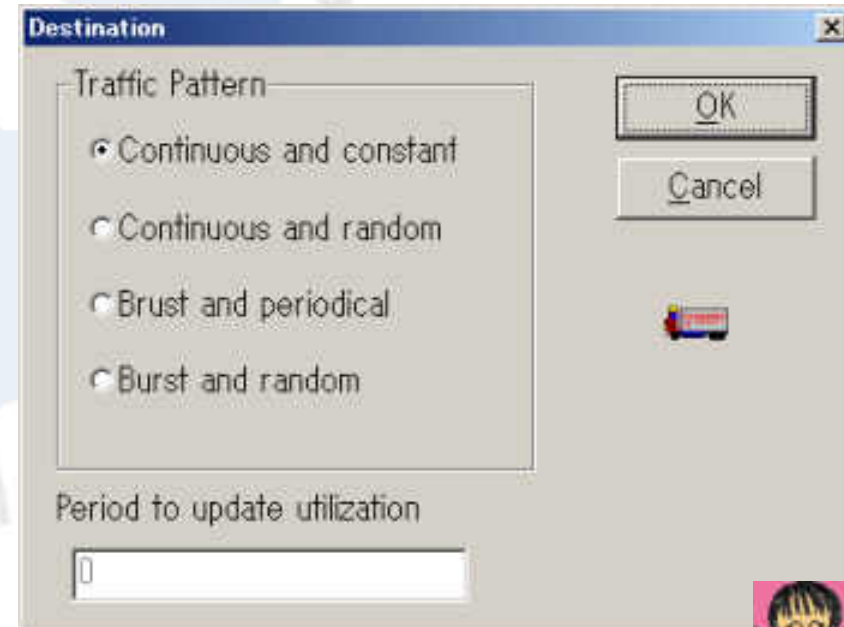 Destination
Traffic Pattern
Continuous and constant
Continuous and random
Brust and periodical
Burst and random
OK
Cancel
Period to update utilization
0